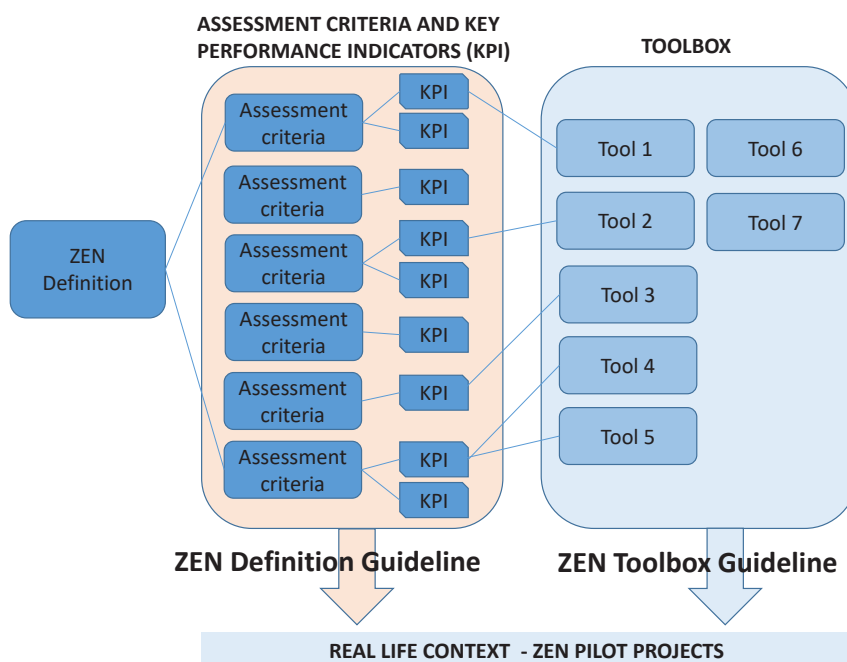 ASSESSMENT CRITERIA AND KEY
PERFORMANCE INDICATORS (KPI)
TOOLBOX
ZEN
Definition
Assessment
criteria
KPI
KPI
Assessment
criteria
KPI
Assessment
criteria
KPI
KPI
Assessment
criteria
KPI
Assessment
criteria
KPI
Assessment
criteria
KPI
KPI
Tool 1
Tool 6
Tool 2
Tool 7
Tool 3
Tool 4
Tool 5
ZEN Definition Guideline
ZEN Toolbox Guideline
REAL LIFE CONTEXT - ZEN PILOT PROJECTS